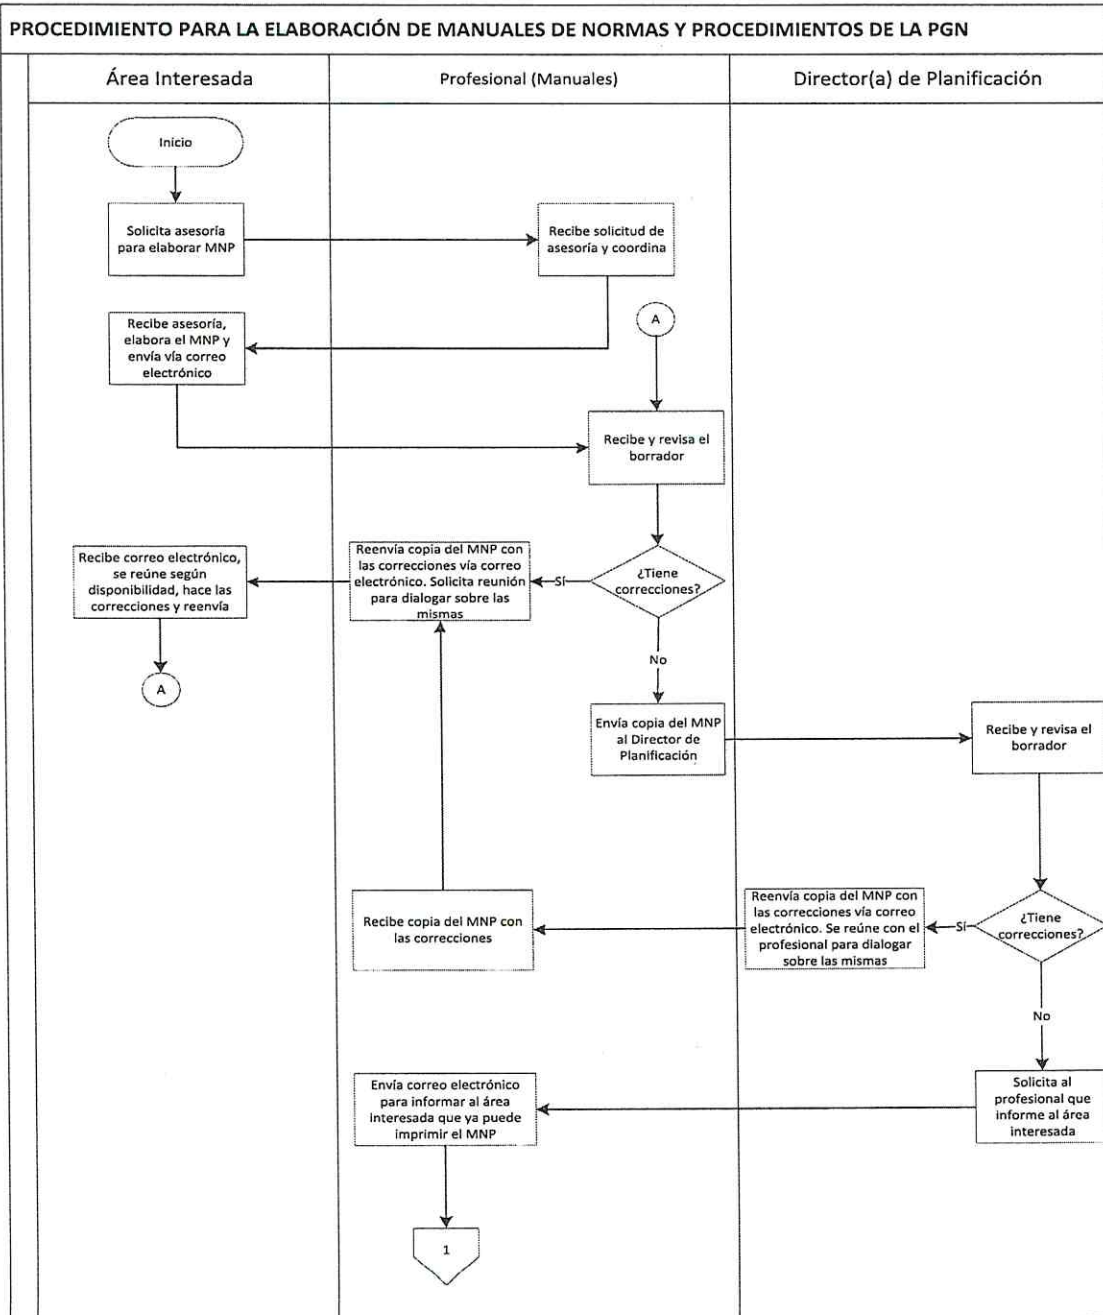 PROCEDIMIENTO PARA LA ELABORACIÓN DE MANUALES DE NORMAS Y PROCEDIMIENTOS DE LA PGN
Área Interesada
Profesional (Manuales)
Director(a) de Planificación
Inicio
Solicita asesoría
para elaborar MNP
Recibe solicitud de
asesoría y coordina
Recibe asesoría,
elabora el MNP y
envía vía correo
electrónico
A
Recibe y revisa el
borrador
Recibe correo electrónico,
se reúne según
disponibilidad, hace las
correcciones y reenvía
Reenvía copia del MNP con
las correcciones vía correo
electrónico. Solicita reunión
para dialogar sobre las
mismas
Sí
¿Tiene
correcciones?
No
A
Envía copia del MNP
al Director de
Planificación
Recibe y revisa el
borrador
Recibe copia del MNP con
las correcciones
Reenvía copia del MNP con
las correcciones vía correo
electrónico. Se reúne con el
profesional para dialogar
sobre las mismas
Sí
¿Tiene
correcciones?
No
Envía correo electrónico
para informar al área
interesada que ya puede
imprimir el MNP
Solicita al
profesional que
informe al área
interesada
1